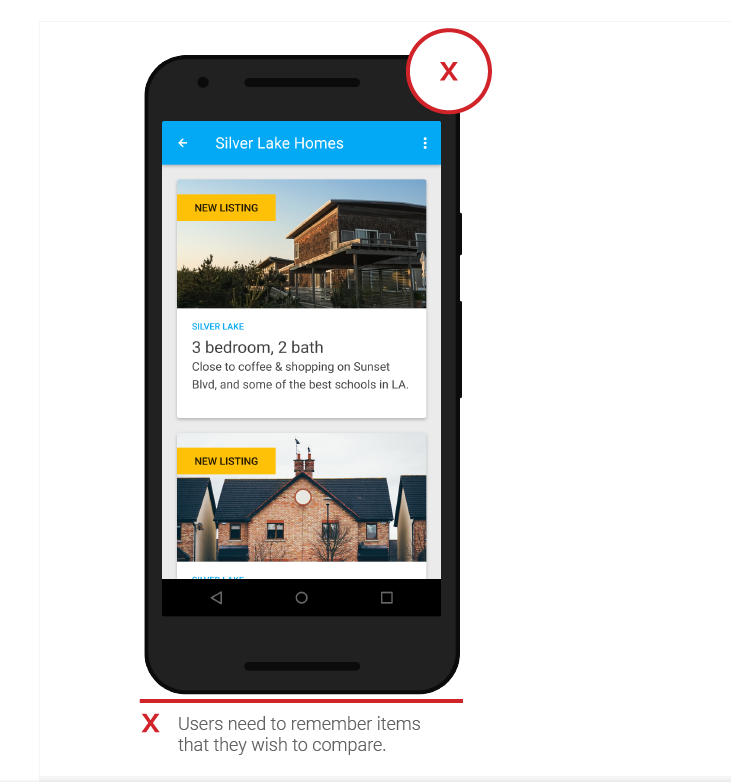 X
Silver Lake Homes
NEW LISTING
SILVER LAKE
3 bedroom, 2 bath
Close to coffee & shopping on Sunset
Blvd, and some of the best schools in LA.
NEW LISTING
SILVER LAKE
X Users need to remember items
that they wish to compare.